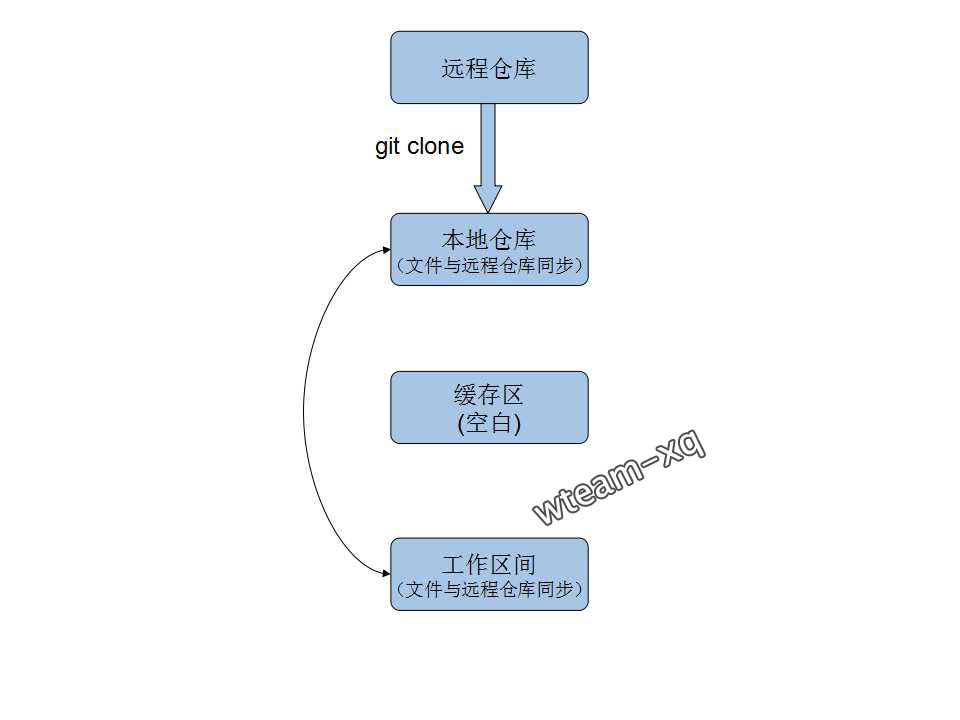 远程仓库
git clone
本地仓库
（文件与远程仓库同步）
缓存区
(空白)
wteam-xq
工作区间
（文件与远程仓库同步）